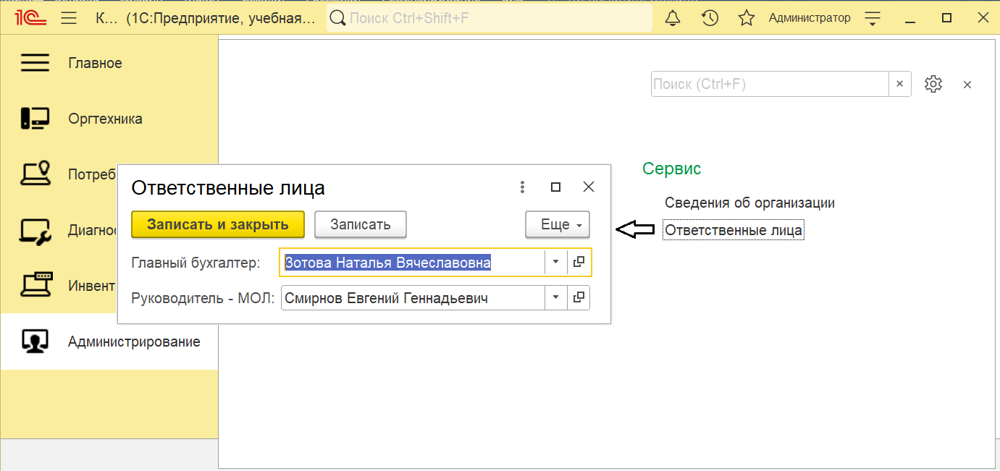 1С К... (1С:Предприятие, учебная... Поиск Ctrl+Shift+F Администратор
Главное
Оргтехника
Потреб
Диагно
Инвент
Администрирование
Поиск (Ctrl+F) ×
Сервис
Сведения об организации
Ответственные лица
Ответственные лица
Записать и закрыть Записать Еще
Главный бухгалтер: Зотова Наталья Вячеславовна
Руководитель - МОЛ: Смирнов Евгений Геннадьевич